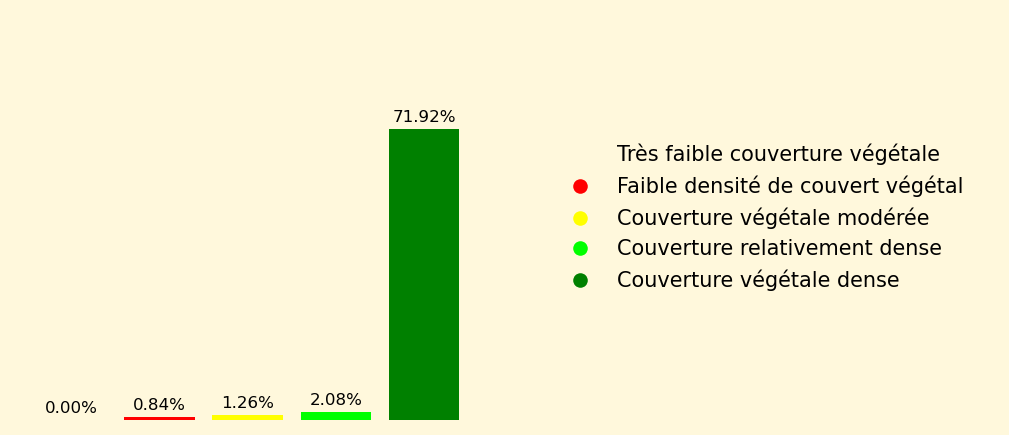 71.92%
0.00%
0.84%
1.26%
2.08%
Très faible couverture végétale
Faible densité de couvert végétal
Couverture végétale modérée
Couverture relativement dense
Couverture végétale dense